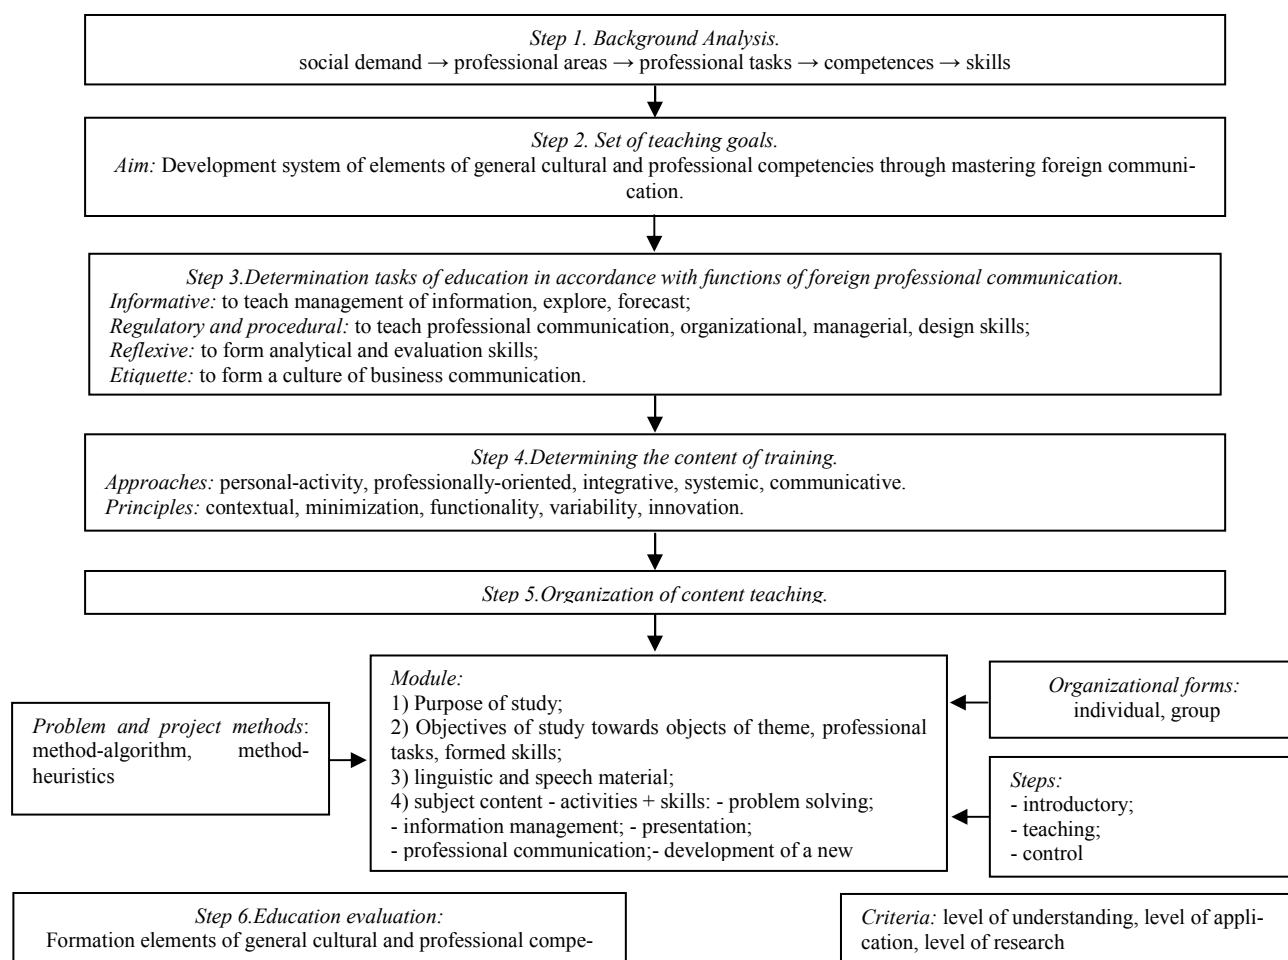 Step 1. Background Analysis.
social demand → professional areas → professional tasks → competences → skills
Step 2. Set of teaching goals.
Aim: Development system of elements of general cultural and professional competencies through mastering foreign communi-
cation.
Step 3.Determination tasks of education in accordance with functions of foreign professional communication.
Informative: to teach management of information, explore, forecast;
Regulatory and procedural: to teach professional communication, organizational, managerial, design skills;
Reflexive: to form analytical and evaluation skills;
Etiquette: to form a culture of business communication.
Step 4.Determining the content of training.
Approaches: personal-activity, professionally-oriented, integrative, systemic, communicative.
Principles: contextual, minimization, functionality, variability, innovation.
Step 5.Organization of content teaching.
Problem and project methods:
method-algorithm, method-
heuristics
Module:
1) Purpose of study;
2) Objectives of study towards objects of theme, professional
tasks, formed skills;
3) linguistic and speech material;
4) subject content - activities + skills: - problem solving;
- information management; - presentation;
- professional communication;- development of a new
Organizational forms:
individual, group
Steps:
- introductory;
- teaching;
- control
Step 6.Education evaluation:
Formation elements of general cultural and professional compe-
Criteria: level of understanding, level of appli-
cation, level of research